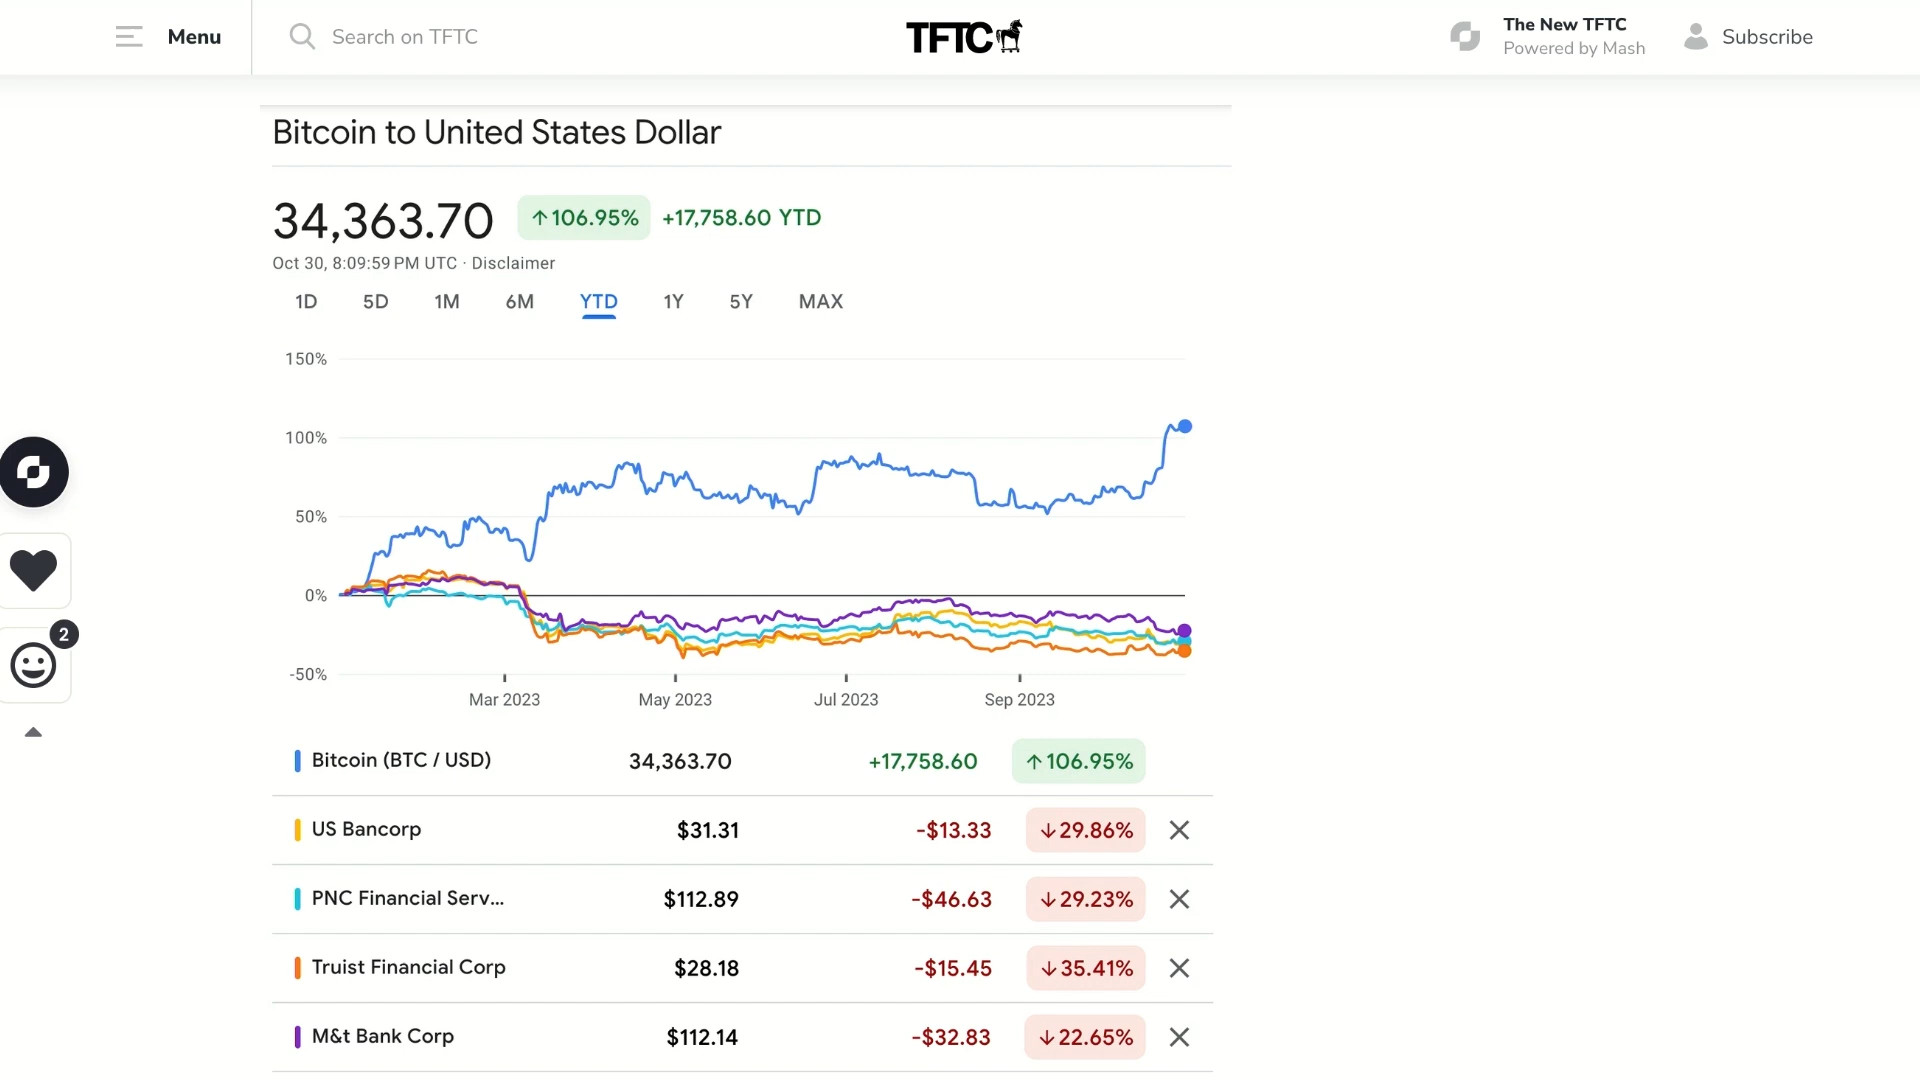 Menu
Search on TFTC
TFTC
The New TFTC
Powered by Mash
Subscribe
Bitcoin to United States Dollar
34,363.70 ↑106.95% +17,758.60 YTD
Oct 30, 8:09:59 PM UTC · Disclaimer
1D 5D 1M 6M YTD 1Y 5Y MAX
150%
100%
50%
0%
-50%
Mar 2023 May 2023 Jul 2023 Sep 2023
2
Bitcoin (BTC / USD) 34,363.70 +17,758.60 ↑106.95%
US Bancorp $31.31 -$13.33 ↓29.86%
PNC Financial Serv... $112.89 -$46.63 ↓29.23%
Truist Financial Corp $28.18 -$15.45 ↓35.41%
M&t Bank Corp $112.14 -$32.83 ↓22.65%